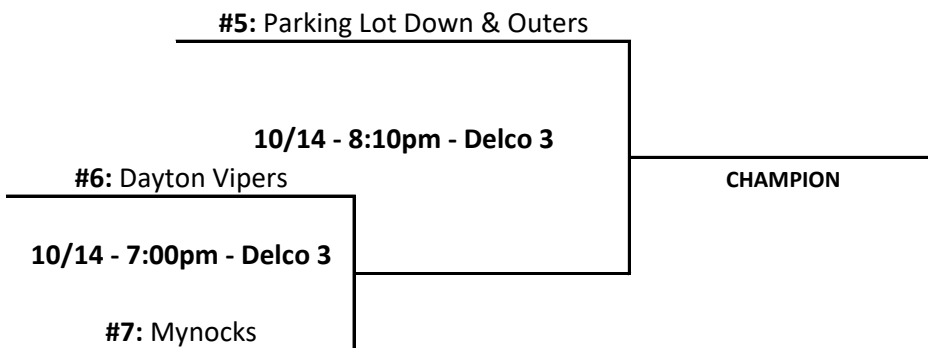 #5: Parking Lot Down & Outers
10/14 - 8:10pm - Delco 3
#6: Dayton Vipers
CHAMPION
10/14 - 7:00pm - Delco 3
#7: Mynocks